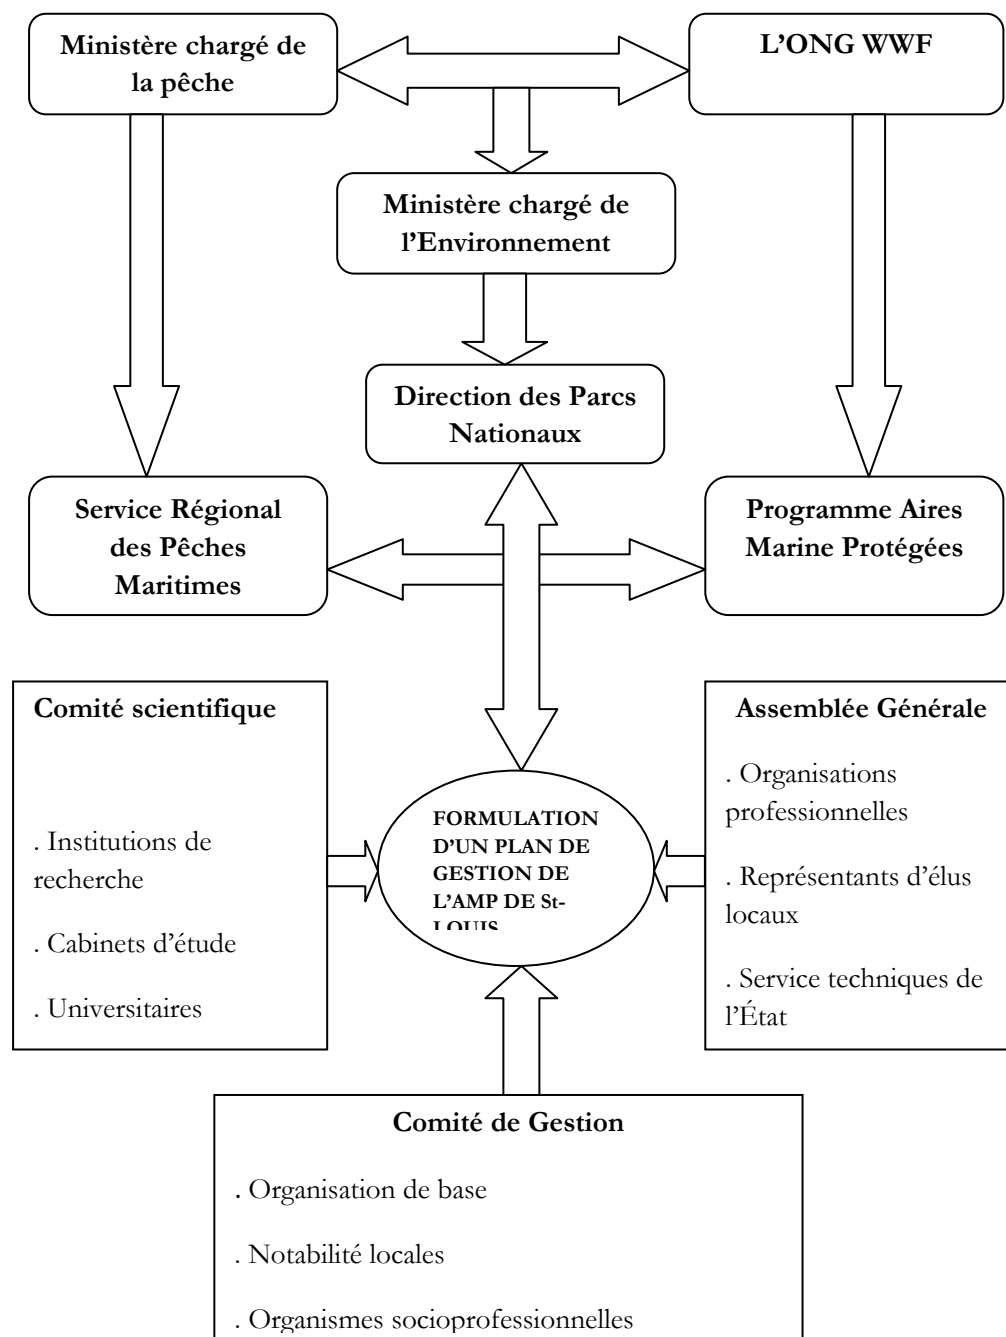 Ministère chargé de
la pêche
L’ONG WWF
Ministère chargé de
l’Environnement
Direction des Parcs
Nationaux
Service Régional
des Pêches
Maritimes
Programme Aires
Marine Protégées
Comité scientifique
. Institutions de
recherche
. Cabinets d’étude
. Universitaires
FORMULATION
D’UN PLAN DE
GESTION DE
L’AMP DE St-
LOUIS
Assemblée Générale
. Organisations
professionnelles
. Représentants d’élus
locaux
. Service techniques de
l’État
Comité de Gestion
. Organisation de base
. Notabilité locales
. Organismes socioprofessionnelles